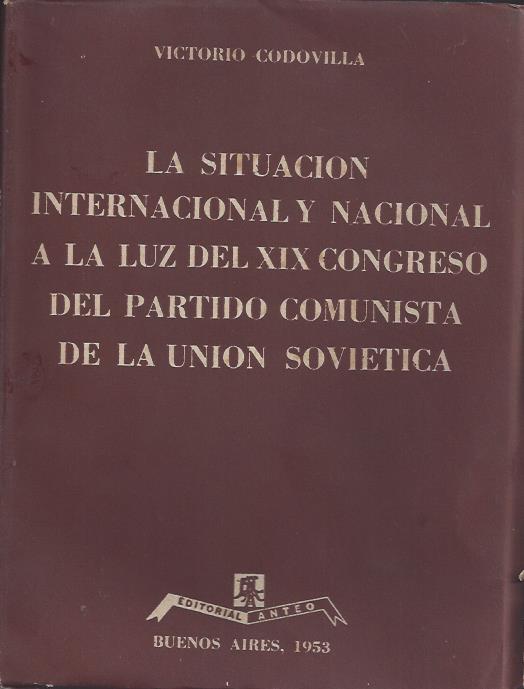 VICTORIO CODOVILLA
LA SITUACION
INTERNACIONAL Y NACIONAL
A LA LUZ DEL XIX CONGRESO
DEL PARTIDO COMUNISTA
DE LA UNION SOVIETICA
EDITORIAL ANTEO
BUENOS AIRES, 1953